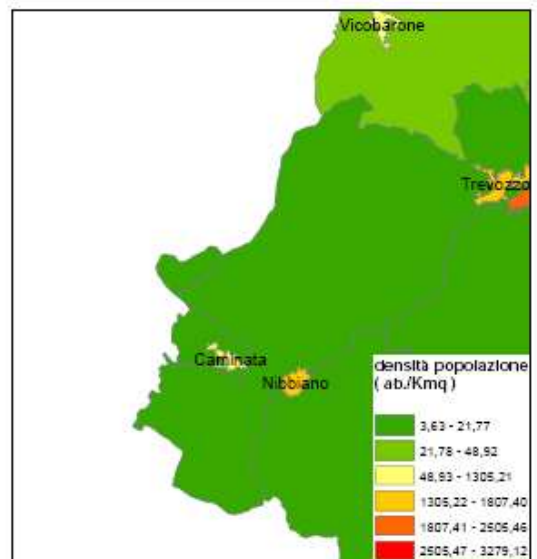 Vicobarone
Trevozzo
Caminata
Nibbiano
densità popolazione
( ab./Kmq )
3,63 - 21,77
21,78 - 48,92
48,93 - 1305,21
1305,22 - 1807,40
1807,41 - 2505,46
2505,47 - 3279,12